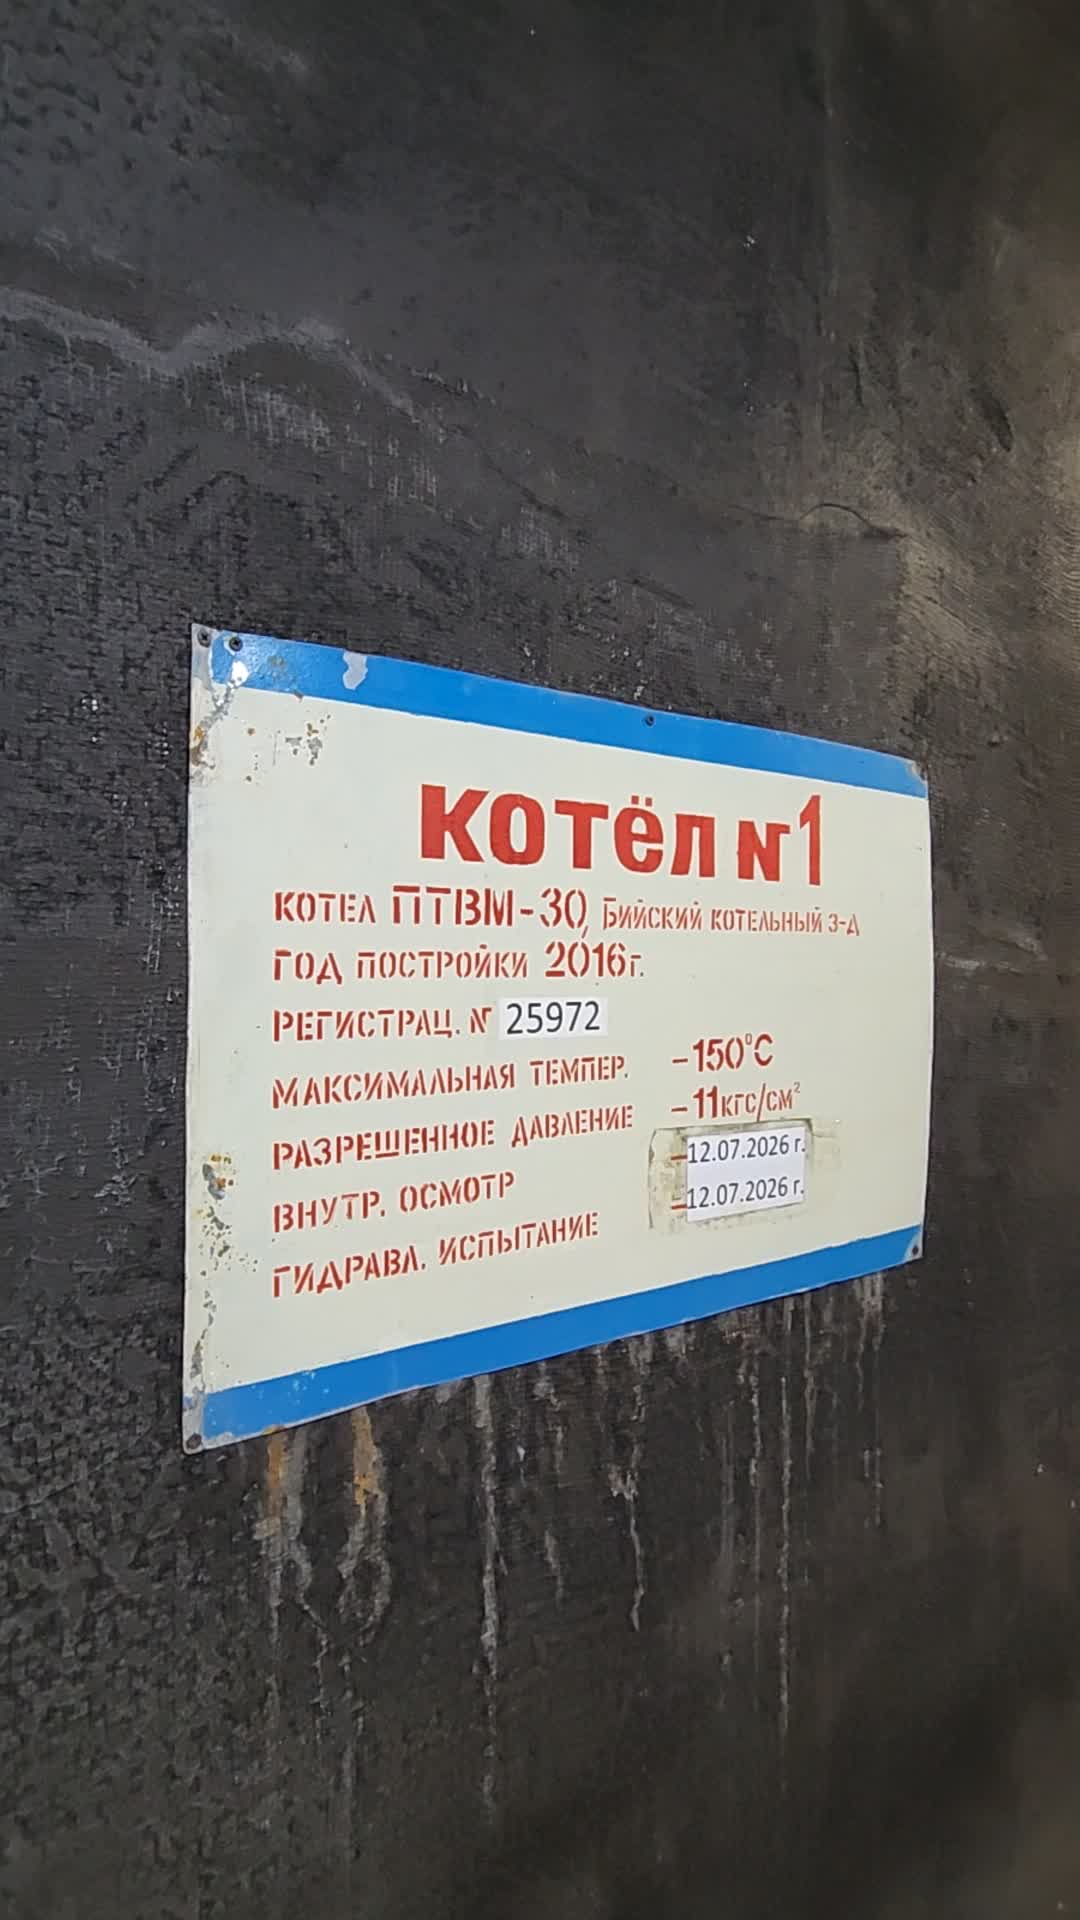 КОТЁЛ №1
КОТЕЛ ПТВМ-30, БИЙСКИЙ КОТЕЛЬНЫЙ З-Д
ГОД ПОСТРОЙКИ 2016г.
РЕГИСТРАЦ. № 25972
МАКСИМАЛЬНАЯ ТЕМПЕР. -150°С
РАЗРЕШЕННОЕ ДАВЛЕНИЕ -11кгс/см²
ВНУТР. ОСМОТР -12.07.2026 г.
ГИДРАВЛ. ИСПЫТАНИЕ -12.07.2026 г.